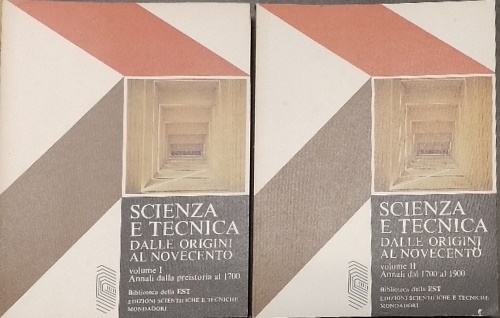 SCIENZA
E TECNICA
DALLE ORIGINI
AL NOVECENTO
volume I
Annali dalla preistoria al 1700
Biblioteca della EST
EDIZIONI SCIENTIFICHE E TECNICHE
MONDADORI
SCIENZA
E TECNICA
DALLE ORIGINI
AL NOVECENTO
volume II
Annali dal 1700 al 1900
Biblioteca della EST
EDIZIONI SCIENTIFICHE E TECNICHE
MONDADORI